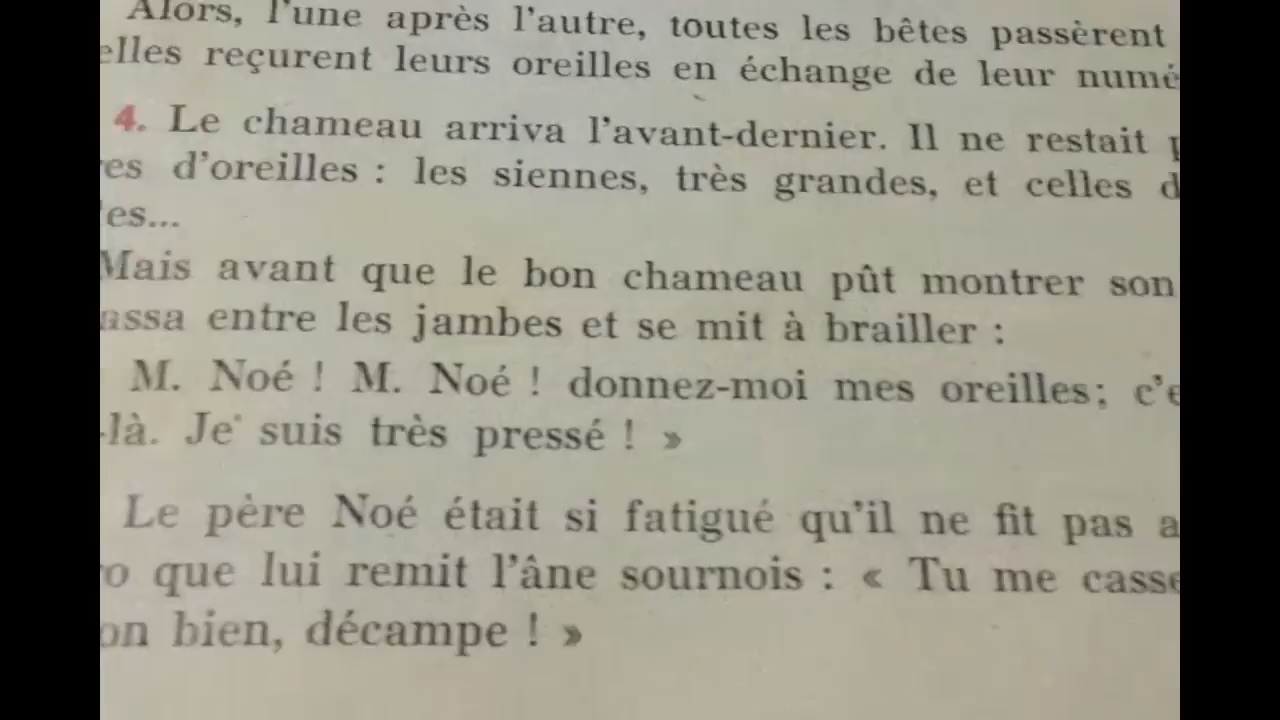 Alors, l'une après l'autre, toutes les bêtes passèrent
elles reçurent leurs oreilles en échange de leur numé
4. Le chameau arriva l'avant-dernier. Il ne restait
es d'oreilles : les siennes, très grandes, et celles d
es...
Mais avant que le bon chameau pût montrer son
assa entre les jambes et se mit à brailler :
M. Noé ! M. Noé ! donnez-moi mes oreilles; c'e
-là. Je suis très pressé ! »
Le père Noé était si fatigué qu'il ne fit pas a
o que lui remit l'âne sournois : « Tu me casse
on bien, décampe ! »